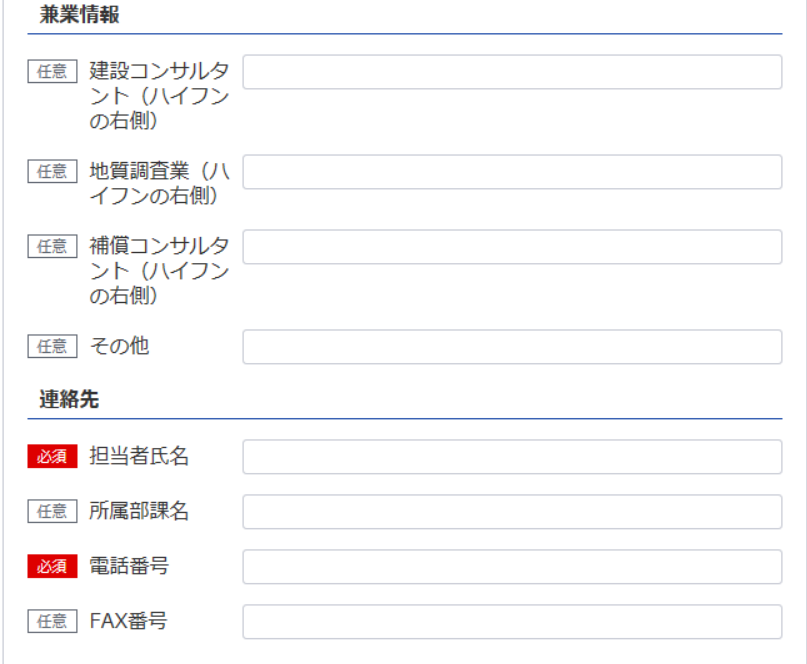 兼業情報
任意 建設コンサルタ
ント（ハイフン
の右側）
任意 地質調査業（ハ
イフンの右側）
任意 補償コンサルタ
ント（ハイフン
の右側）
任意 その他
連絡先
必須 担当者氏名
任意 所属部課名
必須 電話番号
任意 FAX番号